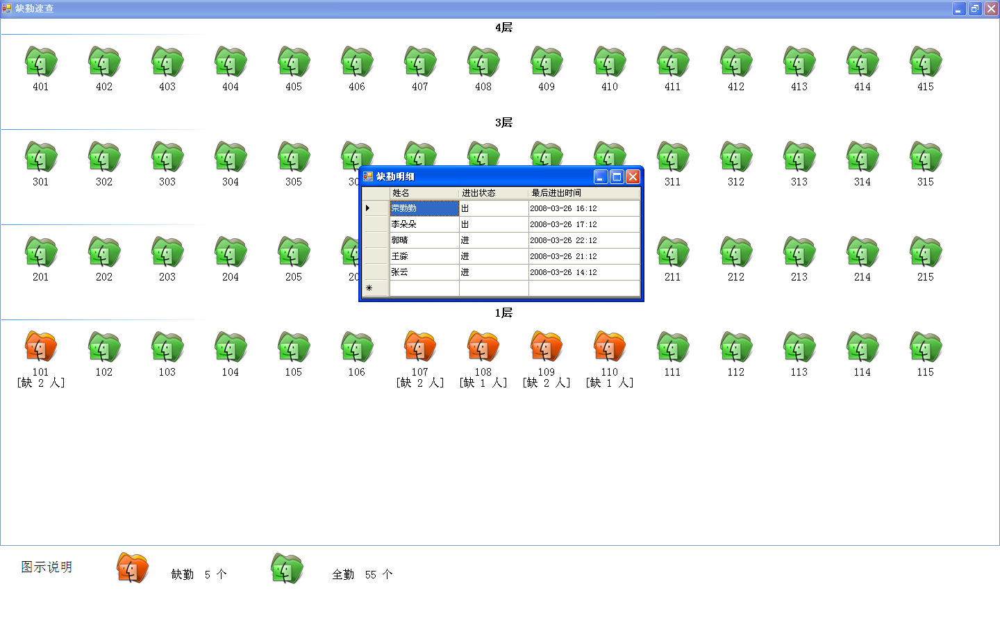 缺勤速查
4层
401 402 403 404 405 406 407 408 409 410 411 412 413 414 415
3层
301 302 303 304 305 30 311 312 313 314 315
缺勤明细
姓名 进出状态 最后进出时间
荣勤勤 出 2008-03-26 16:12
李朵朵 出 2008-03-26 17:12
郭晴 进 2008-03-26 22:12
王淼 进 2008-03-26 21:12
张云 进 2008-03-26 14:12
*
201 202 203 204 205 20 211 212 213 214 215
1层
101 102 103 104 105 106 107 108 109 110 111 112 113 114 115
[缺 2 人] [缺 2 人] [缺 1 人] [缺 2 人] [缺 1 人]
图示说明 缺勤 5 个 全勤 55 个